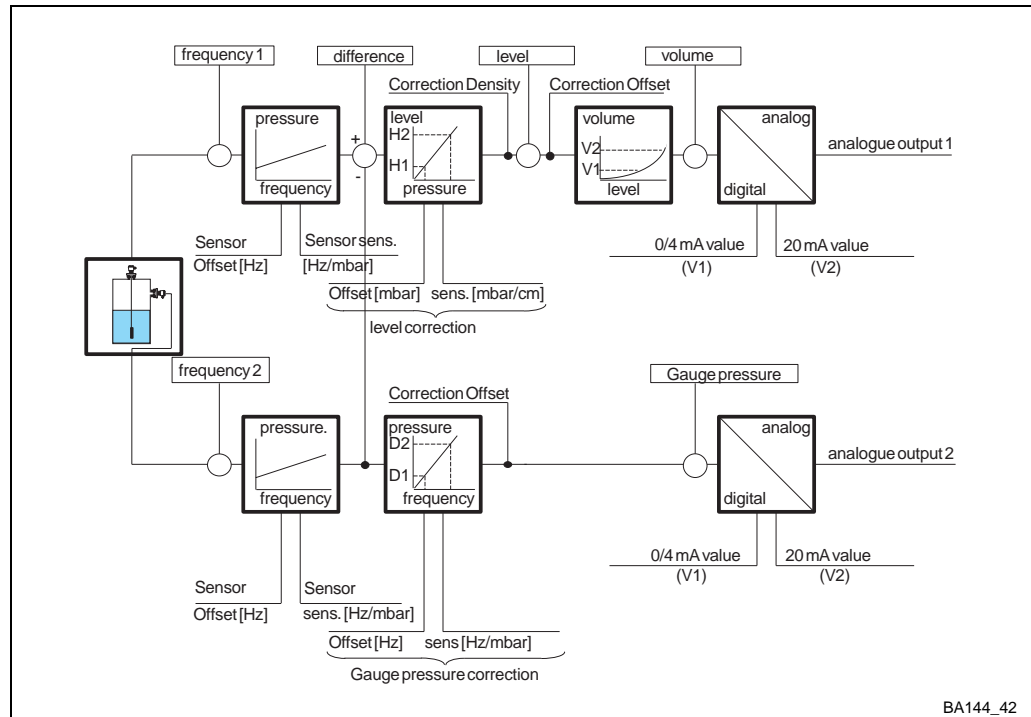 frequency 1
difference
level
volume
Correction Density
Correction Offset
pressure
frequency
+
-
level
H2
H1
pressure
volume
V2
V1
level
analog
digital
analogue output 1
Sensor
Offset [Hz]
Sensor sens.
[Hz/mbar]
Offset [mbar]
sens. [mbar/cm]
level correction
0/4 mA value
(V1)
20 mA value
(V2)
frequency 2
Correction Offset
Gauge pressure
pressure.
frequency
pressure
D2
D1
frequency
analog
digital
analogue output 2
Sensor
Offset [Hz]
Sensor
sens. [Hz/mbar]
Offset [Hz]
sens [Hz/mbar]
Gauge pressure correction
0/4 mA value
(V1)
20 mA value
(V2)
BA144_42